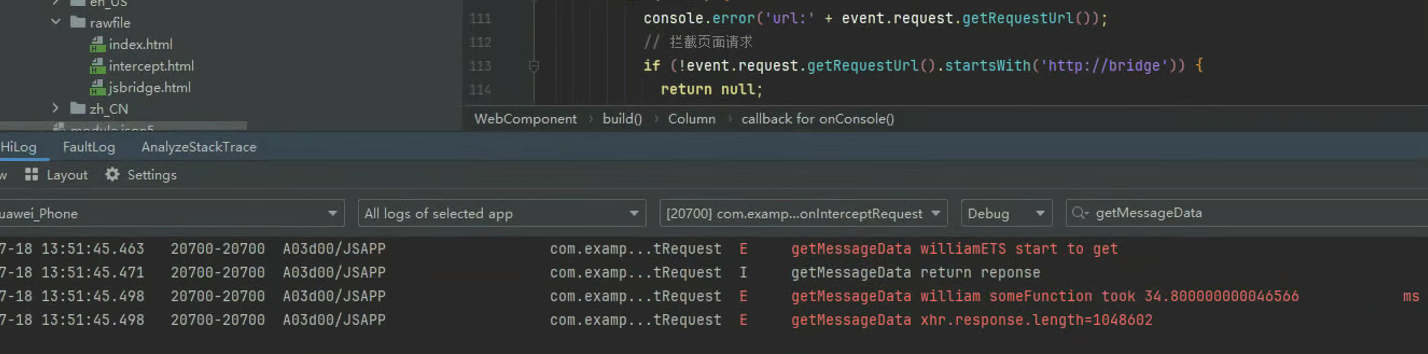 en_US
rawfile
index.html
intercept.html
jsbridge.html
zh_CN
module.json5
111 console.error('url:' + event.request.getRequestUrl());
112 // 拦截页面请求
113 if (!event.request.getRequestUrl().startsWith('http://bridge')) {
114 return null;
WebComponent › build() › Column › callback for onConsole()
HiLog FaultLog AnalyzeStackTrace
w Layout Settings
uawei_Phone All logs of selected app [20700] com.examp...onInterceptRequest Debug getMessageData
7-18 13:51:45.463 20700-20700 A03d00/JSAPP com.examp...tRequest E getMessageData williamETS start to get
7-18 13:51:45.471 20700-20700 A03d00/JSAPP com.examp...tRequest I getMessageData return reponse
7-18 13:51:45.498 20700-20700 A03d00/JSAPP com.examp...tRequest E getMessageData william someFunction took 34.800000000046566 ms
7-18 13:51:45.498 20700-20700 A03d00/JSAPP com.examp...tRequest E getMessageData xhr.response.length=1048602